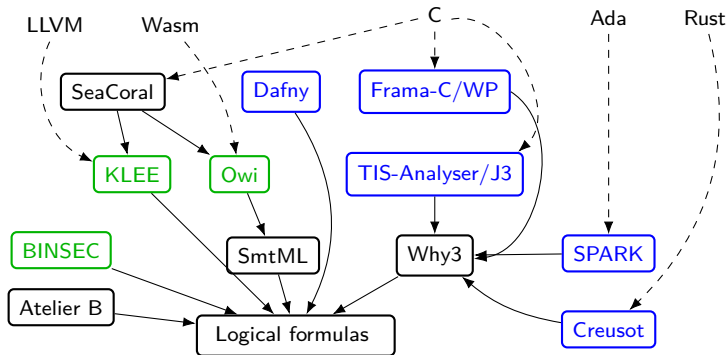 C
LLVM
Wasm
Ada
Rust
SeaCoral
Dafny
Frama-C/WP
KLEE
Owi
TIS-Analyser/J3
BINSEC
SmtML
Why3
SPARK
Atelier B
Logical formulas
Creusot